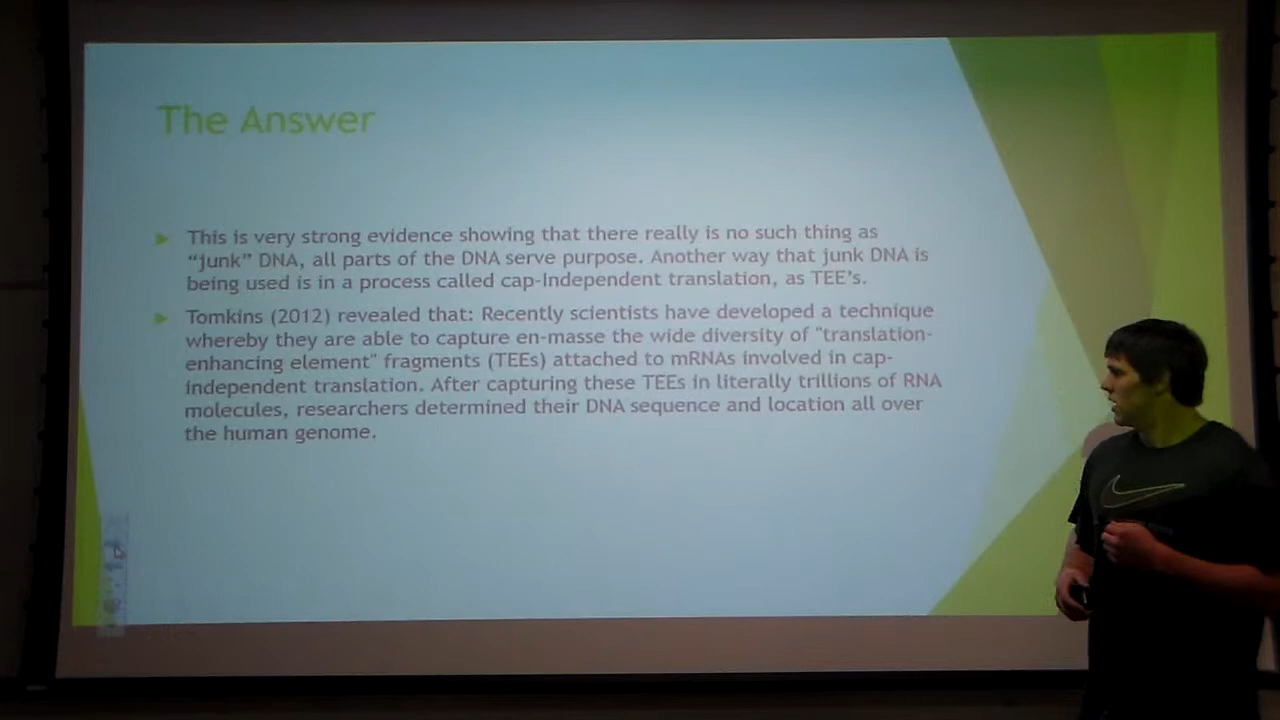 The Answer
This is very strong evidence showing that there really is no such thing as
“junk” DNA, all parts of the DNA serve purpose. Another way that junk DNA is
being used is in a process called cap-Independent translation, as TEE’s.
Tomkins (2012) revealed that: Recently scientists have developed a technique
whereby they are able to capture en-masse the wide diversity of "translation-
enhancing element" fragments (TEEs) attached to mRNAs involved in cap-
independent translation. After capturing these TEEs in literally trillions of RNA
molecules, researchers determined their DNA sequence and location all over
the human genome.